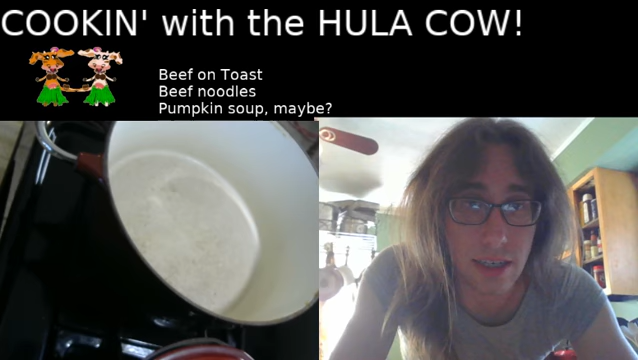 COOKIN' with the HULA COW!
Beef on Toast
Beef noodles
Pumpkin soup, maybe?